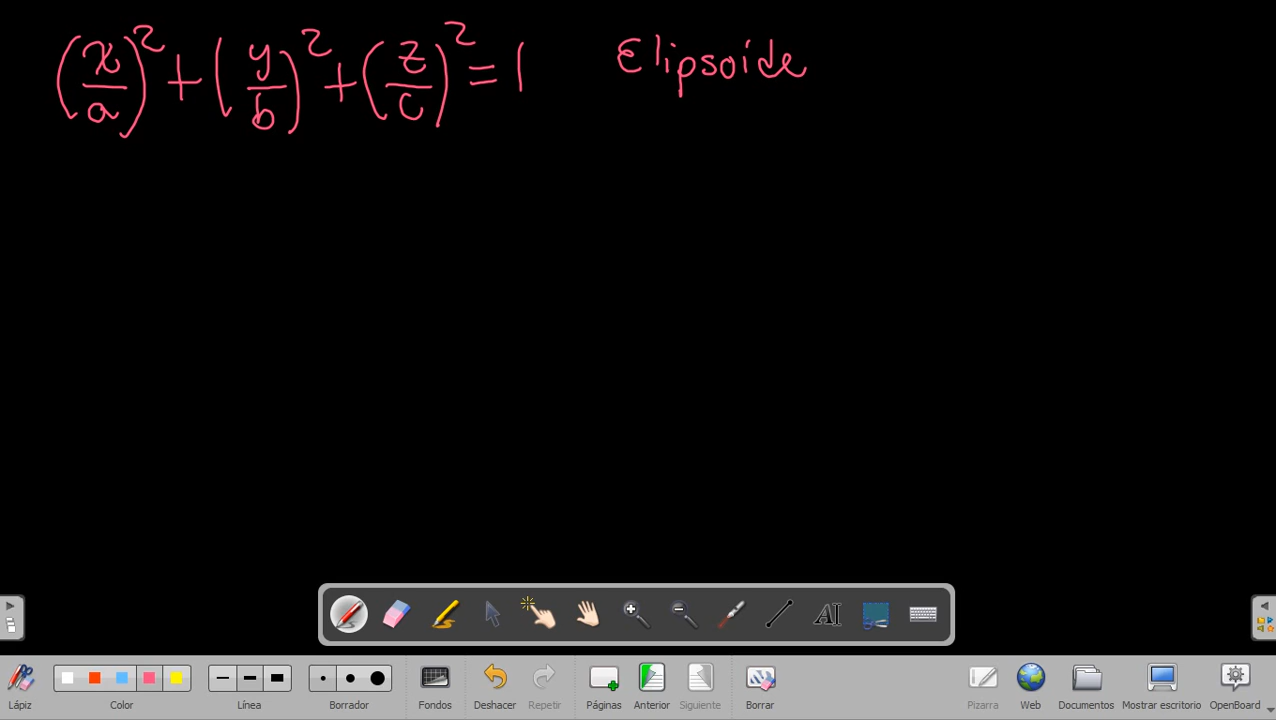 (x/a)² + (y/b)² + (z/c)² = 1 Elipsoide
AI
Lápiz Color Línea Borrador Fondos Deshacer Repetir Páginas Anterior Siguiente Borrar Pizarra Web Documentos Mostrar escritorio OpenBoard